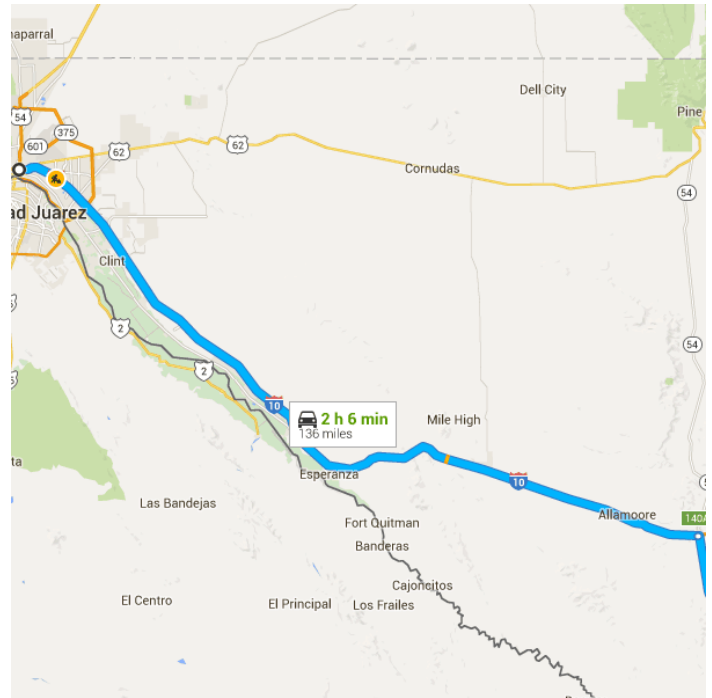 haparral
54
375
601
62
62
Dell City
Pine
Cornudas
54
ad Juarez
Clint
2
2
54
10
2 h 6 min
136 miles
Mile High
ta
Esperanza
10
Las Bandejas
Allamoore
140A
Fort Quitman
Banderas
Cajoncitos
El Centro
El Principal
Los Frailes